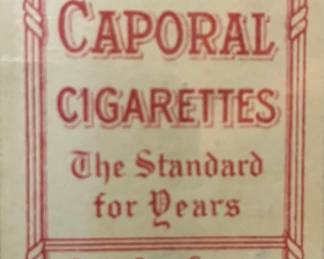 CAPORAL
CIGARETTES
The Standard
for Years